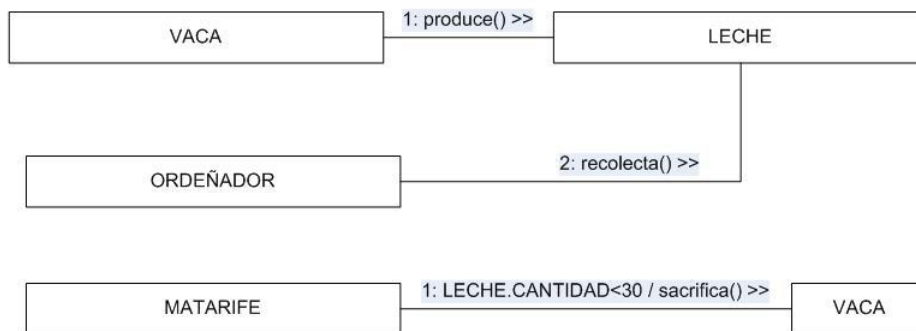 VACA
1: produce() >>
LECHE
ORDEÑADOR
2: recolecta() >>
MATARIFE
1: LECHE.CANTIDAD<30 / sacrifica() >>
VACA